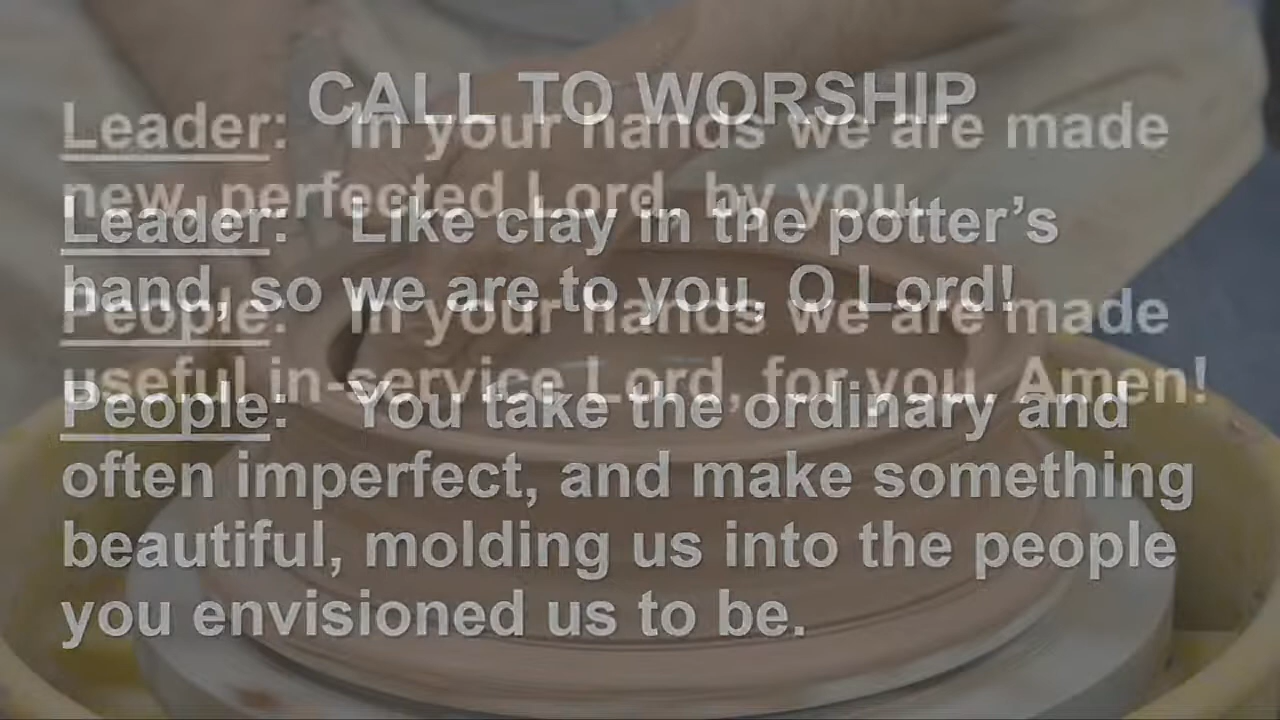 CALL TO WORSHIP
Leader: Like clay in the potter’s
hand, so we are to you, O Lord!
People: You take the ordinary and
often imperfect, and make something
beautiful, molding us into the people
you envisioned us to be.
Leader: In your hands we are made
new, perfected Lord, by you.
People: In your hands we are made
useful in-service Lord, for you. Amen!